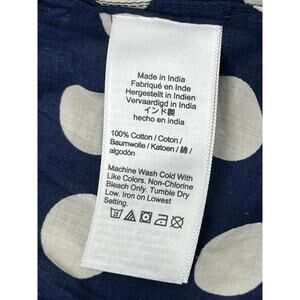 Made in India
Fabriqué en Inde
Hergestellt in Indien
Vervaardigd in India
インド製
hecho en india
100% Cotton / Coton /
Baumwolle / Katoen / 綿 /
algodón
Machine Wash Cold With
Like Colors. Non-Chlorine
Bleach Only. Tumble Dry
Low. Iron on Lowest
Setting.